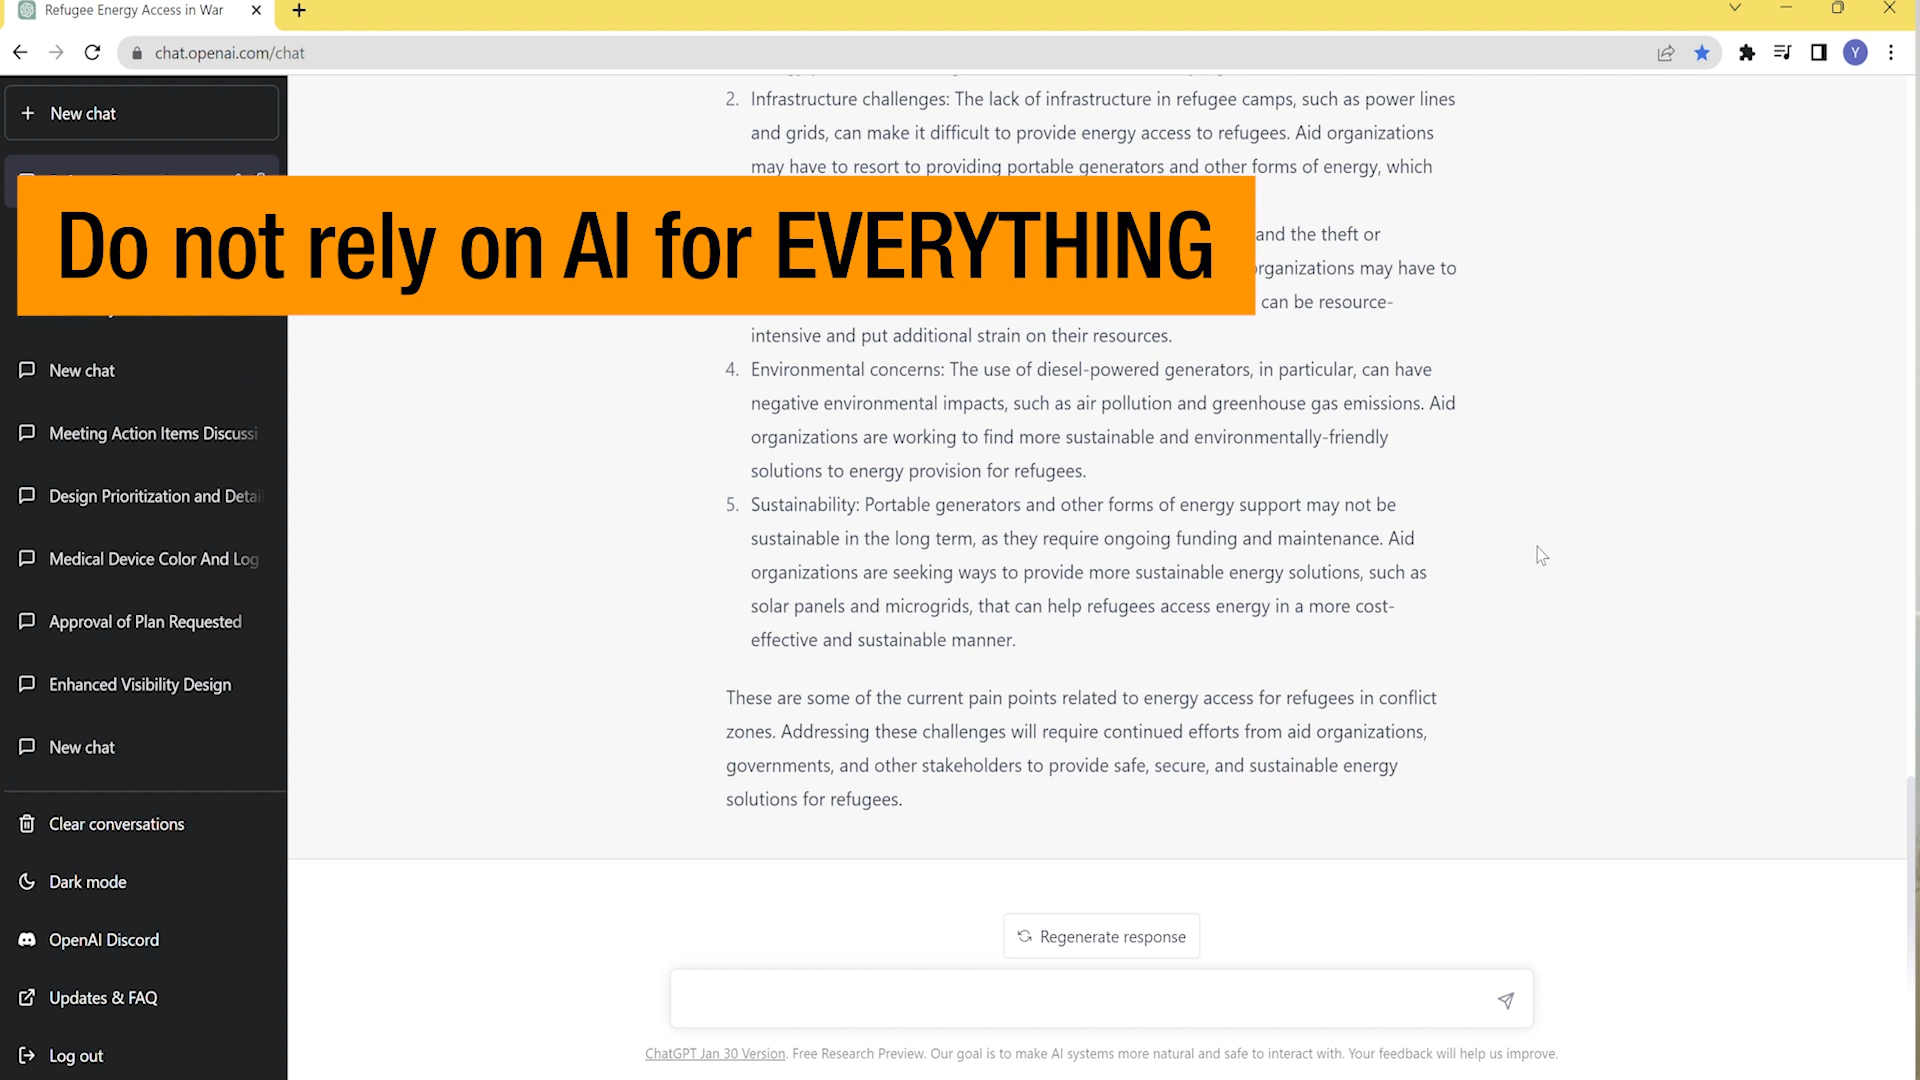 Refugee Energy Access in War
chat.openai.com/chat
Y
New chat
2. Infrastructure challenges: The lack of infrastructure in refugee camps, such as power lines
and grids, can make it difficult to provide energy access to refugees. Aid organizations
may have to resort to providing portable generators and other forms of energy, which
Do not rely on AI for EVERYTHING
and the theft or
organizations may have to
can be resource-
intensive and put additional strain on their resources.
4. Environmental concerns: The use of diesel-powered generators, in particular, can have
negative environmental impacts, such as air pollution and greenhouse gas emissions. Aid
organizations are working to find more sustainable and environmentally-friendly
solutions to energy provision for refugees.
5. Sustainability: Portable generators and other forms of energy support may not be
sustainable in the long term, as they require ongoing funding and maintenance. Aid
organizations are seeking ways to provide more sustainable energy solutions, such as
solar panels and microgrids, that can help refugees access energy in a more cost-
effective and sustainable manner.
These are some of the current pain points related to energy access for refugees in conflict
zones. Addressing these challenges will require continued efforts from aid organizations,
governments, and other stakeholders to provide safe, secure, and sustainable energy
solutions for refugees.
New chat
Meeting Action Items Discussi
Design Prioritization and Detai
Medical Device Color And Log
Approval of Plan Requested
Enhanced Visibility Design
New chat
Clear conversations
Dark mode
OpenAI Discord
Updates & FAQ
Log out
Regenerate response
ChatGPT Jan 30 Version. Free Research Preview. Our goal is to make AI systems more natural and safe to interact with. Your feedback will help us improve.